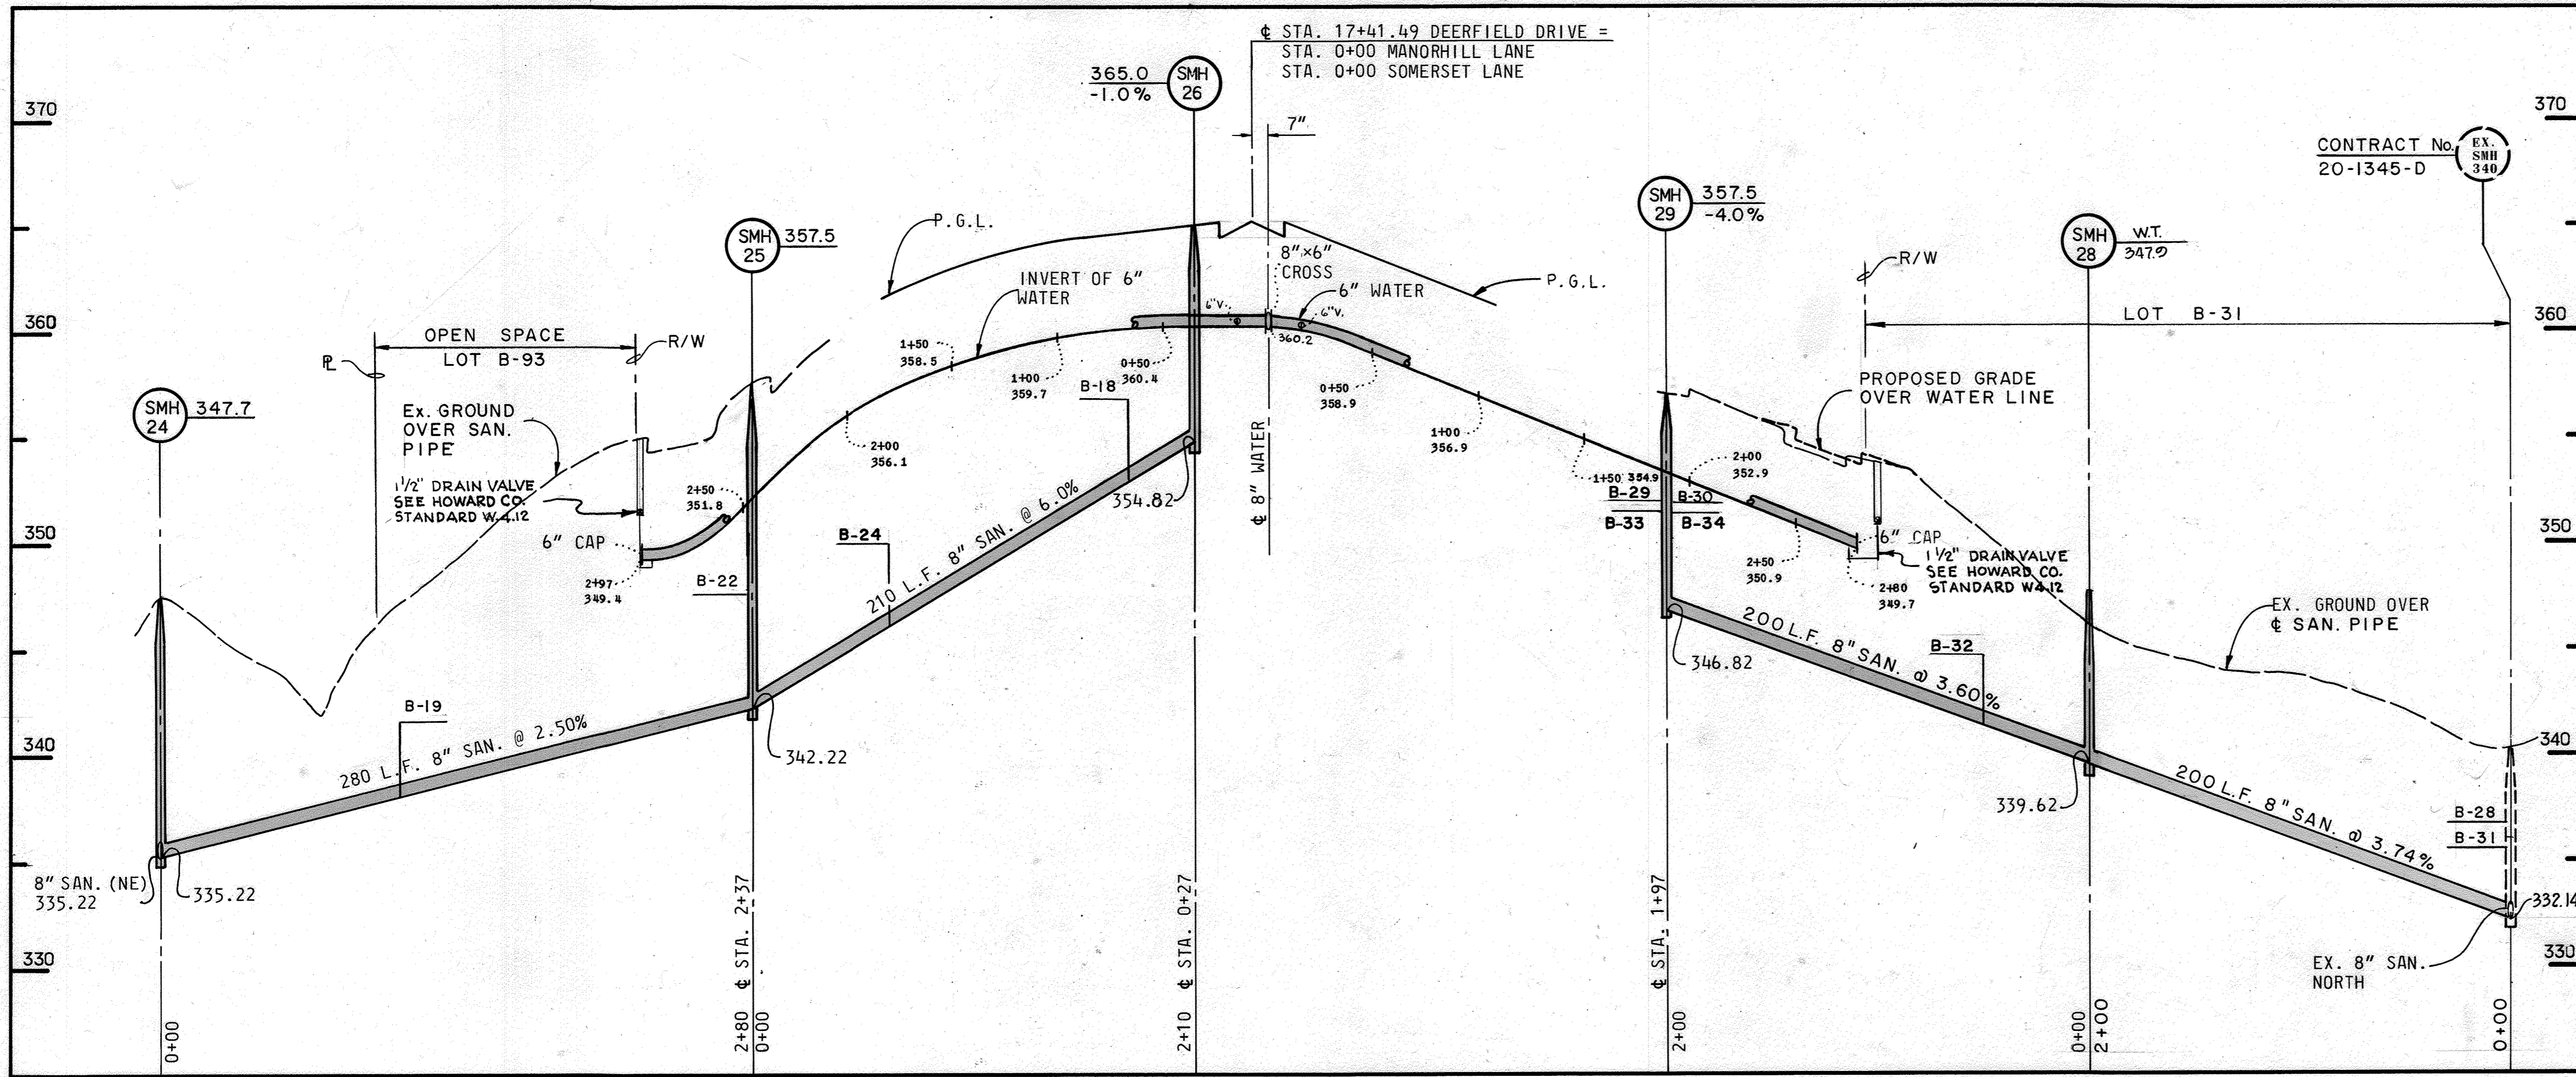 ℄ STA. 17+41.49 DEERFIELD DRIVE =
STA. 0+00 MANORHILL LANE
STA. 0+00 SOMERSET LANE
365.0
-1.0%
SMH
26
7"
370
370
CONTRACT No.
20-1345-D
EX.
SMH
340
SMH
25
357.5
P.G.L.
SMH
29
357.5
-4.0%
SMH
28
W.T.
347.9
8"×6"
CROSS
6" WATER
P.G.L.
R/W
INVERT OF 6"
WATER
6"V.
6"V.
360.2
360
360
OPEN SPACE
LOT B-93
R/W
LOT B-31
℄ 8" WATER
1+50
358.5
1+00
359.7
0+50
360.4
B-18
0+50
358.9
PROPOSED GRADE
OVER WATER LINE
SMH
24
347.7
EX. GROUND
OVER SAN.
PIPE
2+00
356.1
1+00
356.9
2+00
352.9
1+50 354.9
1 1/2" DRAIN VALVE
SEE HOWARD CO.
STANDARD W.4.12
2+50
351.8
354.82
B-29
B-30
B-33
B-34
350
350
6" CAP
B-24
210 L.F. 8" SAN. @ 6.0%
6" CAP
1 1/2" DRAIN VALVE
SEE HOWARD CO.
STANDARD W4.12
2+97
349.4
B-22
2+50
350.9
2+80
349.7
EX. GROUND OVER
℄ SAN. PIPE
200 L.F. 8" SAN. @ 3.60%
B-32
346.82
B-19
280 L.F. 8" SAN. @ 2.50%
342.22
340
340
200 L.F. 8" SAN. @ 3.74%
339.62
B-28
B-31
8" SAN. (NE)
335.22
335.22
332.14
330
330
EX. 8" SAN.
NORTH
℄ STA. 2+37
℄ STA. 0+27
℄ STA. 1+97
0+00
2+80
0+00
2+10
2+00
0+00
2+00
0+00